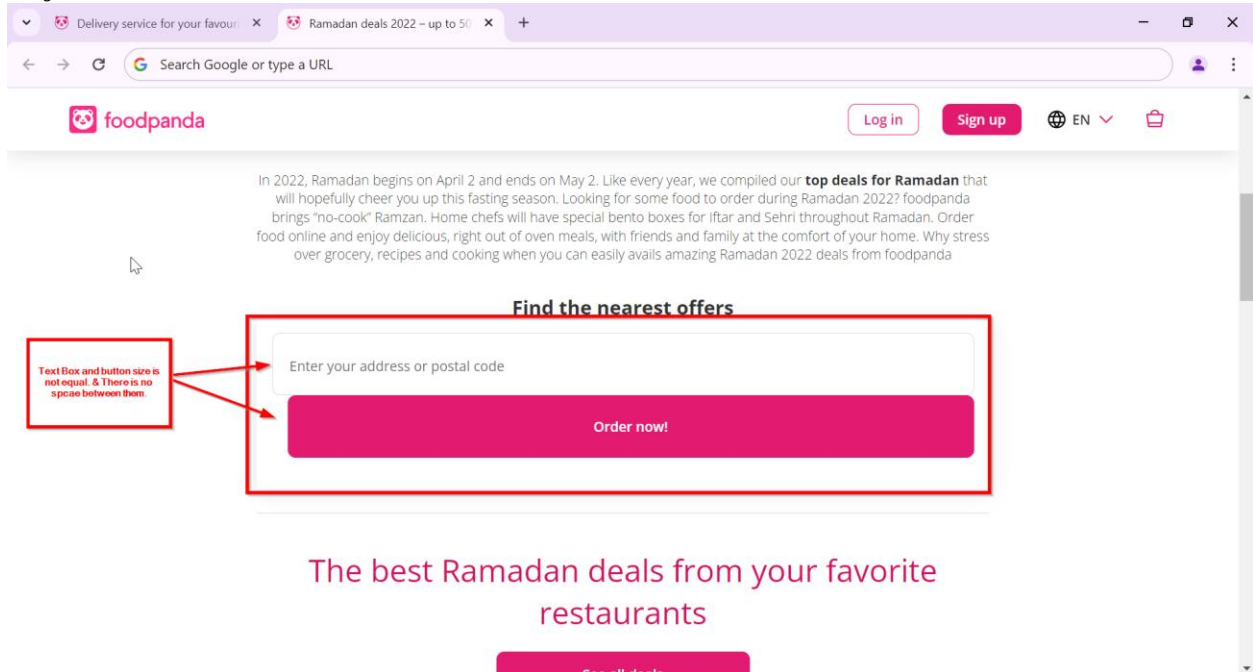 Delivery service for your favour
Ramadan deals 2022 – up to 50
Search Google or type a URL
foodpanda
Log in
Sign up
EN
In 2022, Ramadan begins on April 2 and ends on May 2. Like every year, we compiled our top deals for Ramadan that
will hopefully cheer you up this fasting season. Looking for some food to order during Ramadan 2022? foodpanda
brings “no-cook” Ramzan. Home chefs will have special bento boxes for Iftar and Sehri throughout Ramadan. Order
food online and enjoy delicious, right out of oven meals, with friends and family at the comfort of your home. Why stress
over grocery, recipes and cooking when you can easily avails amazing Ramadan 2022 deals from foodpanda
Find the nearest offers
Text Box and button size is
not equal. & There is no
spcae between them.
Enter your address or postal code
Order now!
The best Ramadan deals from your favorite
restaurants
See all deals